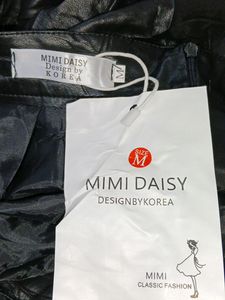 MIMI DAISY
Design by
KOREA
M
SIZE
M
MIMI DAISY
DESIGNBYKOREA
MIMI
CLASSIC FASHION